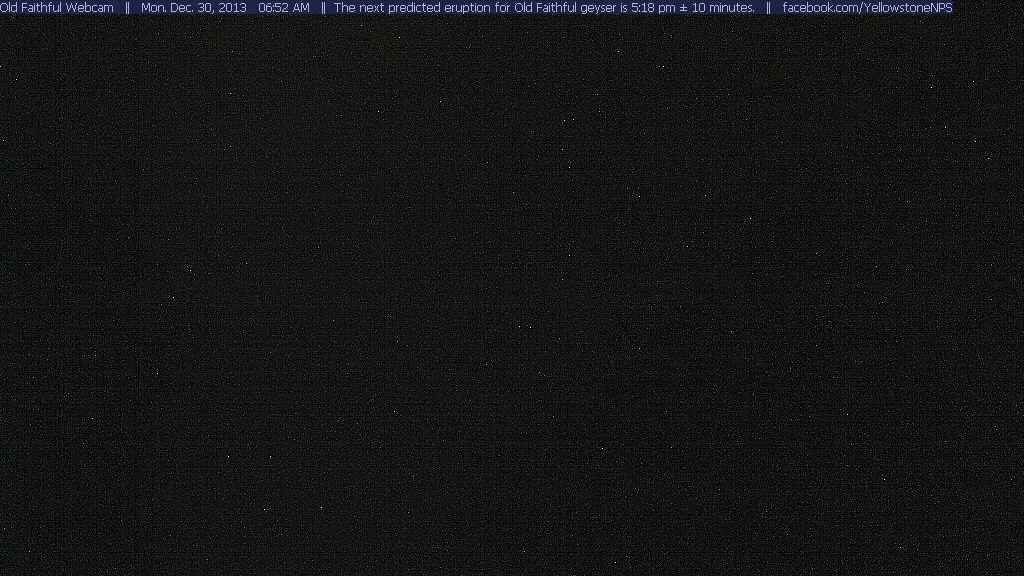 Old Faithful Webcam || Mon. Dec. 30, 2013 06:52 AM || The next predicted eruption for Old Faithful geyser is 5:18 pm ± 10 minutes. || facebook.com/YellowstoneNPS